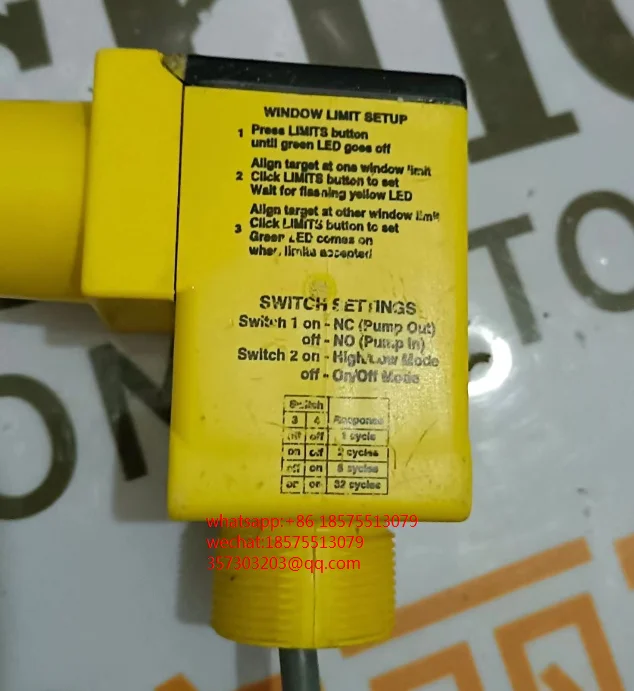 WINDOW LIMIT SETUP
1 Press LIMITS button
until green LED goes off
Align target at one window limit
2 Click LIMITS button to set
Wait for flashing yellow LED
Align target at other window limit
3 Click LIMITS button to set
Green LED comes on
when limits accepted
SWITCH SETTINGS
Switch 1 on - NC (Pump Out)
off - NO (Pump In)
Switch 2 on - High/Low Mode
off - On/Off Mode
Switch
3 4 Response
off off 1 cycle
on off 2 cycles
off on 8 cycles
on on 32 cycles
whatsapp:+86 18575513079
wechat:18575513079
357303203@qq.com